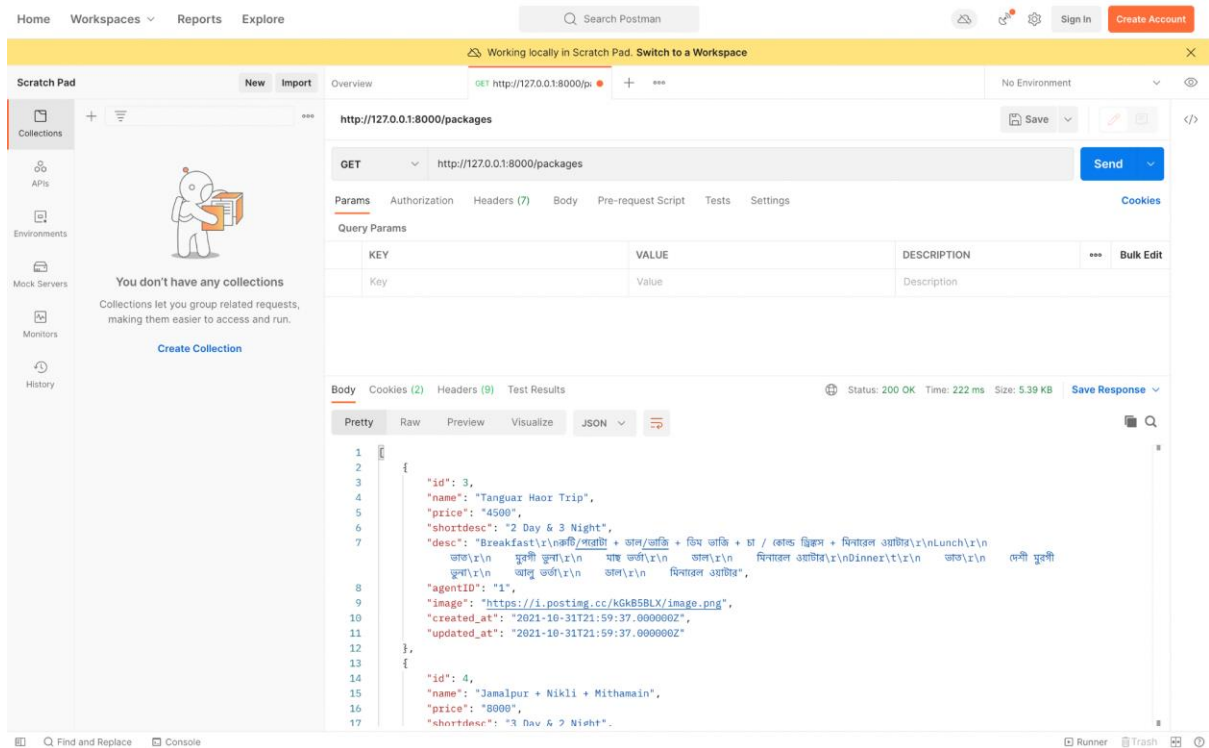 Home Workspaces Reports Explore Search Postman Sign In Create Account
Working locally in Scratch Pad. Switch to a Workspace
Scratch Pad New Import Overview GET http://127.0.0.1:8000/pa No Environment
Collections
http://127.0.0.1:8000/packages Save
APIs
GET http://127.0.0.1:8000/packages Send
Environments
Params Authorization Headers (7) Body Pre-request Script Tests Settings Cookies
Query Params
KEY VALUE DESCRIPTION Bulk Edit
Key Value Description
Mock Servers
Monitors
History
You don't have any collections
Collections let you group related requests,
making them easier to access and run.
Create Collection
Body Cookies (2) Headers (9) Test Results Status: 200 OK Time: 222 ms Size: 5.39 KB Save Response
Pretty Raw Preview Visualize JSON
1 [
2 {
3 "id": 3,
4 "name": "Tanguar Haor Trip",
5 "price": "4500",
6 "shortdesc": "2 Day & 3 Night",
7 "desc": "Breakfast\r\nরুটি/পারাটা + ডাল/ভাজি + ডিম ভাজি + চা / কোল্ড ড্রিঙ্কস + মিনারেল ওয়াটার\r\nLunch\r\n
ভাত\r\n মুরগী ভুনা\r\n মাছ ভর্তা\r\n ডাল\r\n মিনারেল ওয়াটার\r\nDinner\t\r\n ভাত\r\n দেশী মুরগী
ভুনা\r\n আলু ভর্তা\r\n ডাল\r\n মিনারেল ওয়াটার",
8 "agentID": "1",
9 "image": "https://i.postimg.cc/kGkB5BLX/image.png",
10 "created_at": "2021-10-31T21:59:37.000000Z",
11 "updated_at": "2021-10-31T21:59:37.000000Z"
12 },
13 {
14 "id": 4,
15 "name": "Jamalpur + Nikli + Mithamain",
16 "price": "8000",
17 "shortdesc": "3 Day & 2 Night",
Find and Replace Console Runner Trash